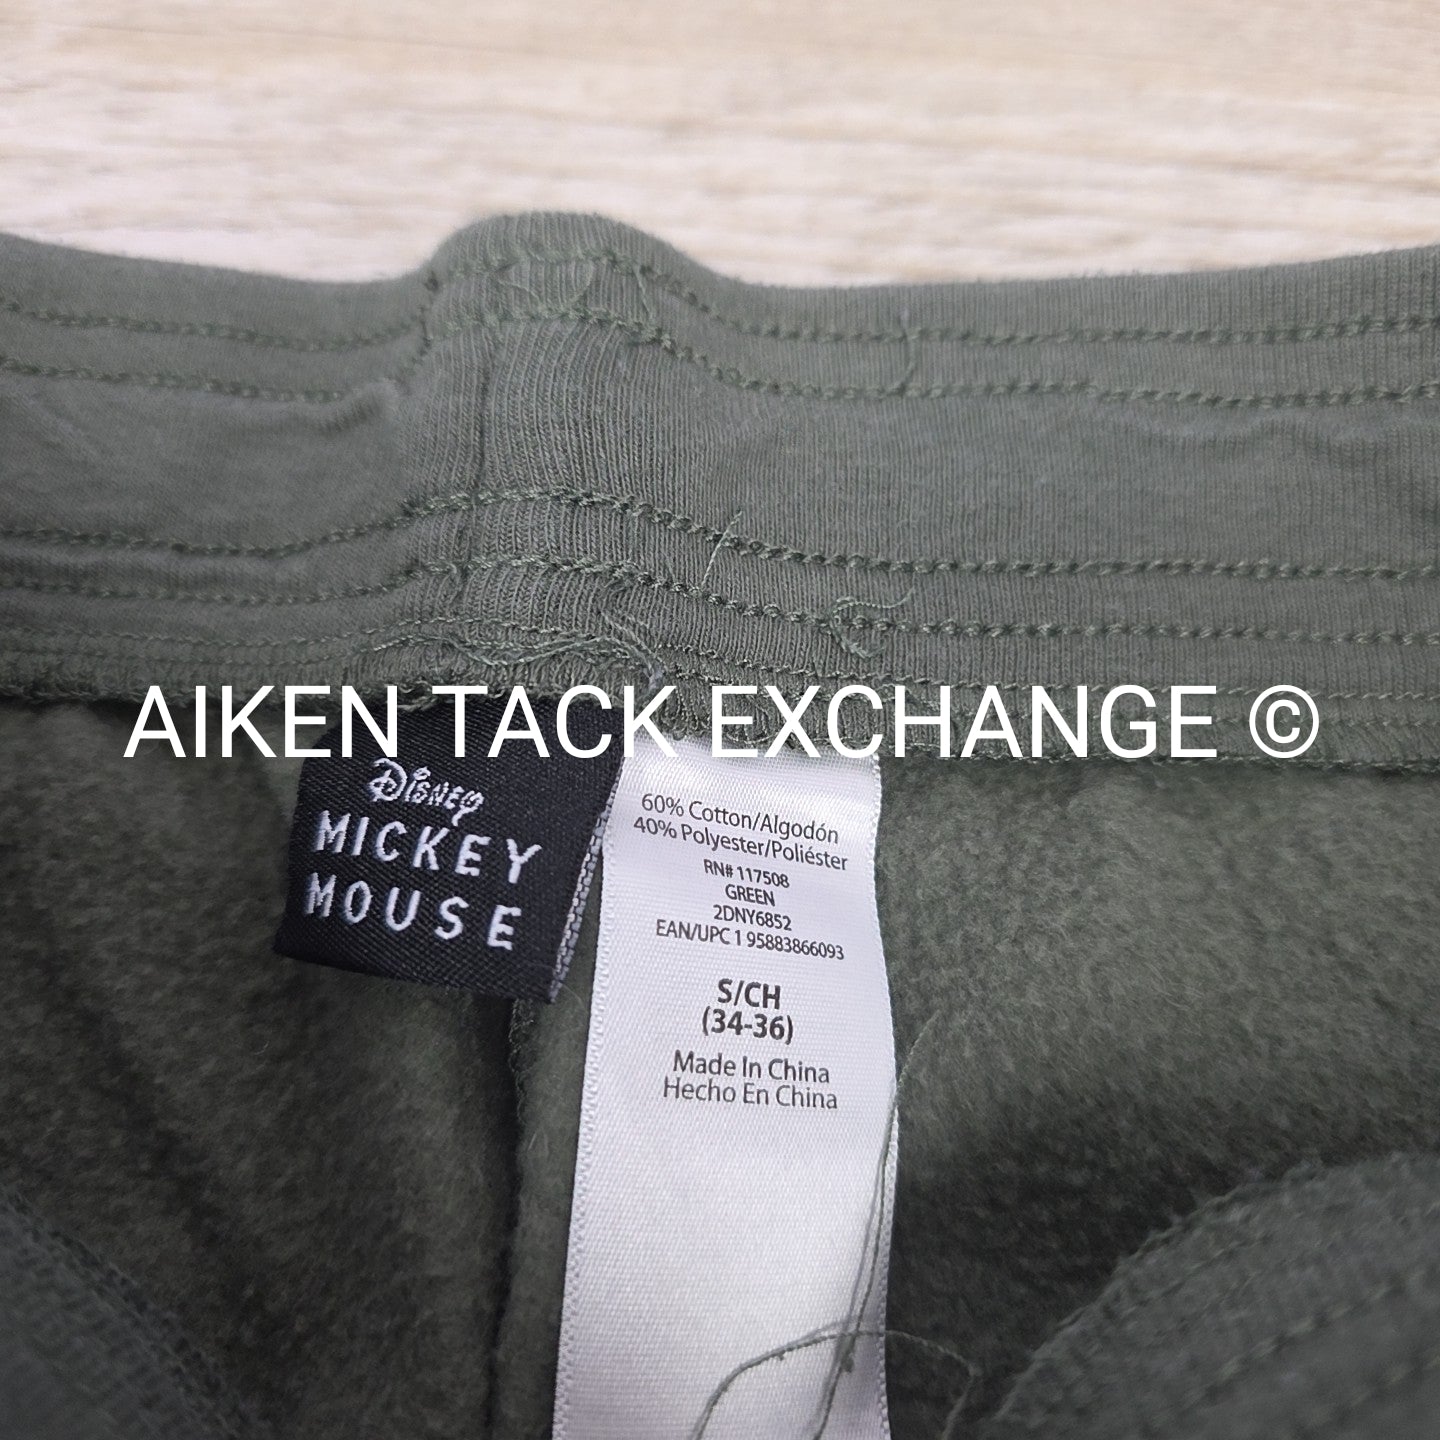 AIKEN TACK EXCHANGE ©
Disney
MICKEY
MOUSE
60% Cotton/Algodón
40% Polyester/Poliéster
RN# 117508
GREEN
2DNY6852
EAN/UPC 1 95883866093
S/CH
(34-36)
Made In China
Hecho En China